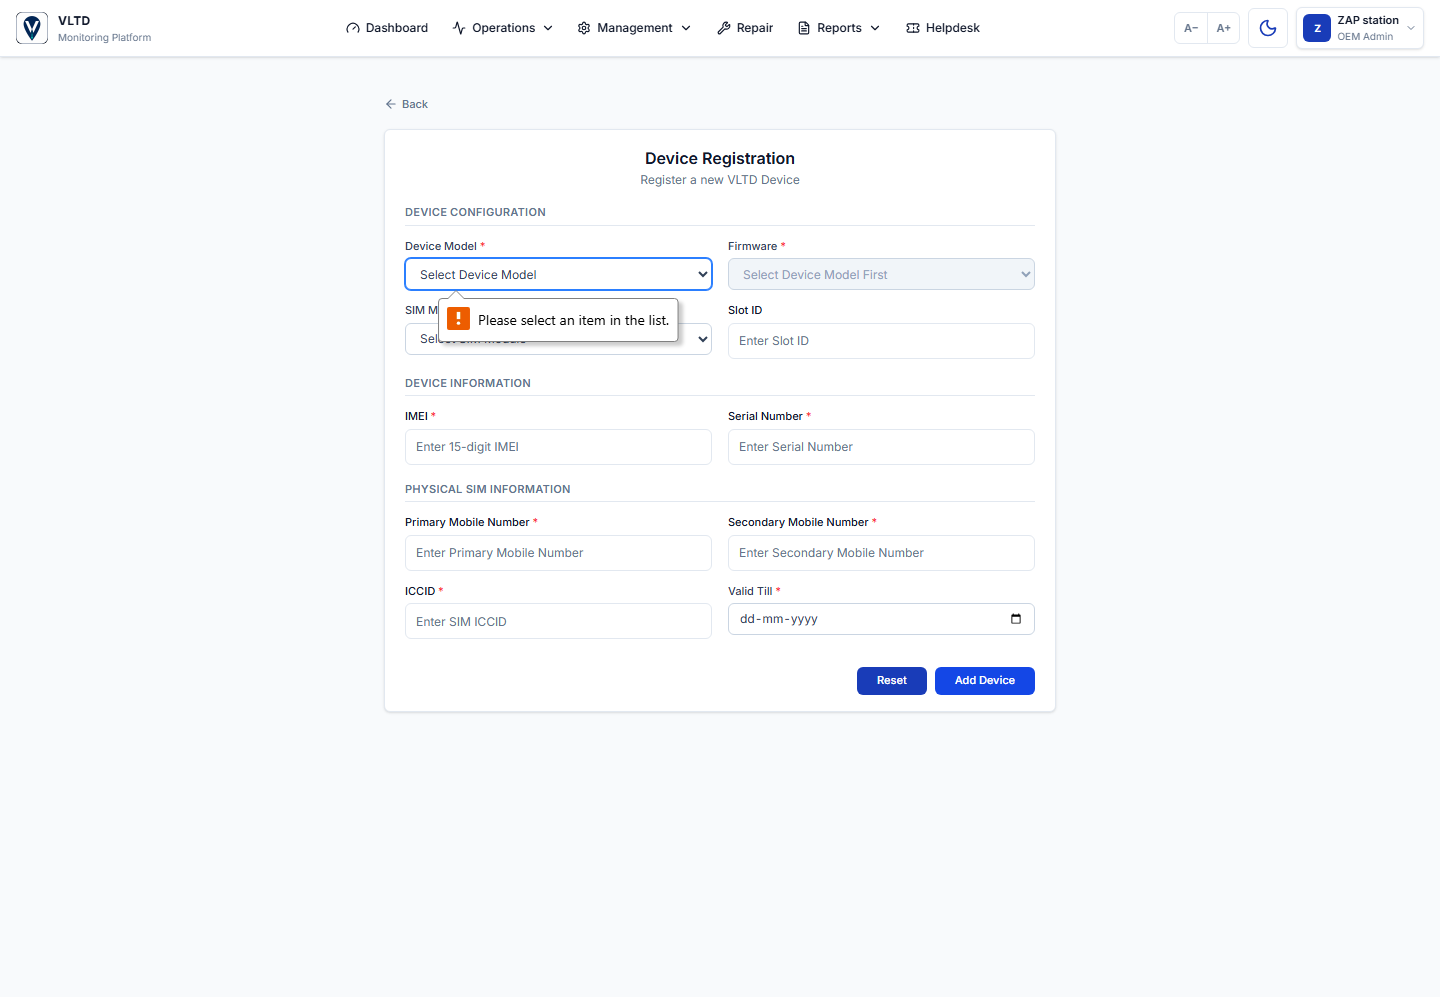 VLTD
Monitoring Platform
Dashboard
Operations
Management
Repair
Reports
Helpdesk
A−
A+
Z
ZAP station
OEM Admin
Back
Device Registration
Register a new VLTD Device
DEVICE CONFIGURATION
Device Model *
Firmware *
Select Device Model
Select Device Model First
Please select an item in the list.
SIM M
Slot ID
Enter Slot ID
DEVICE INFORMATION
IMEI *
Serial Number *
Enter 15-digit IMEI
Enter Serial Number
PHYSICAL SIM INFORMATION
Primary Mobile Number *
Secondary Mobile Number *
Enter Primary Mobile Number
Enter Secondary Mobile Number
ICCID *
Valid Till *
Enter SIM ICCID
dd-mm-yyyy
Reset
Add Device